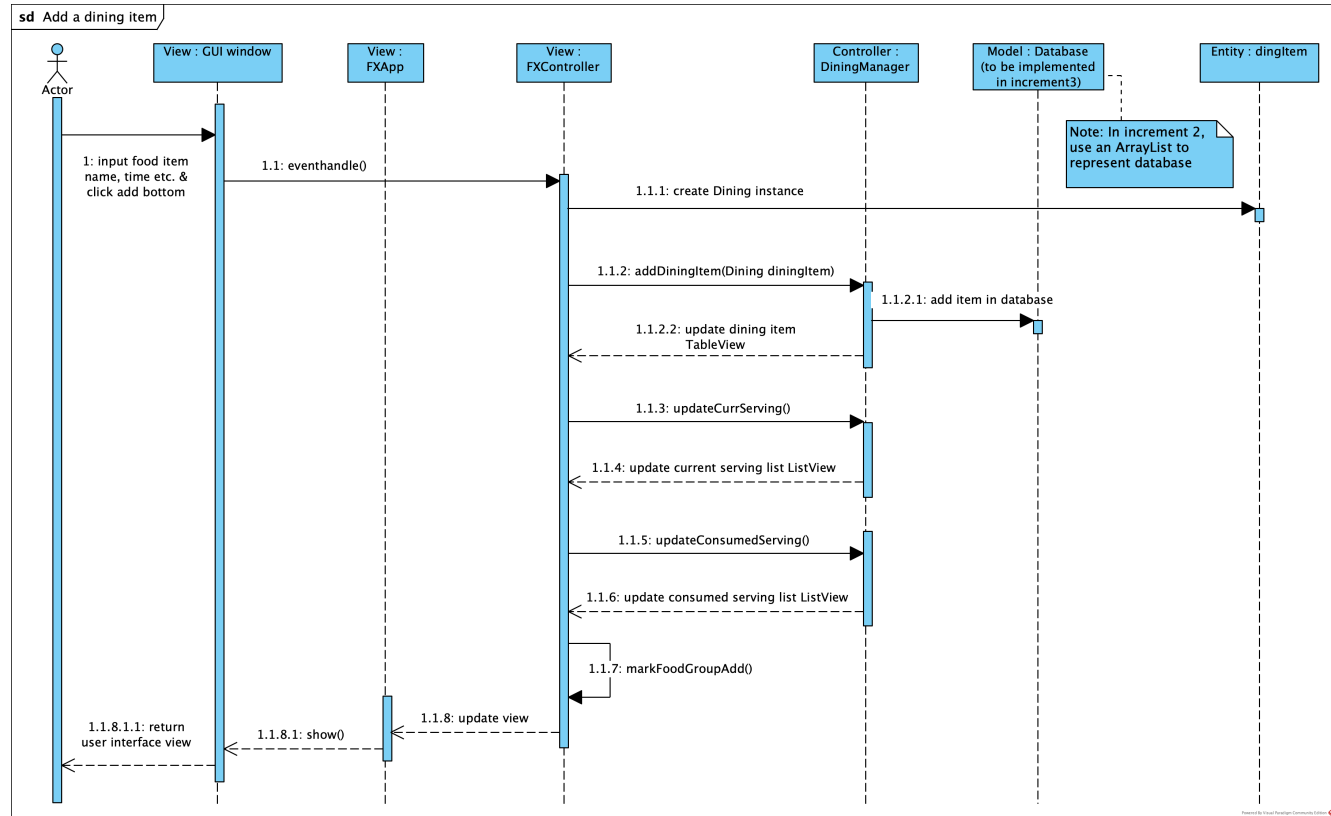 sd Add a dining item
Actor
View : GUI window
View :
FXApp
View :
FXController
Controller :
DiningManager
Model : Database
(to be implemented
in increment3)
Entity : dingItem
Note: In increment 2,
use an ArrayList to
represent database
1: input food item
name, time etc. &
click add bottom
1.1: eventhandle()
1.1.1: create Dining instance
1.1.2: addDiningItem(Dining diningItem)
1.1.2.1: add item in database
1.1.2.2: update dining item
TableView
1.1.3: updateCurrServing()
1.1.4: update current serving list ListView
1.1.5: updateConsumedServing()
1.1.6: update consumed serving list ListView
1.1.7: markFoodGroupAdd()
1.1.8: update view
1.1.8.1: show()
1.1.8.1.1: return
user interface view
Powered By Visual Paradigm Community Edition